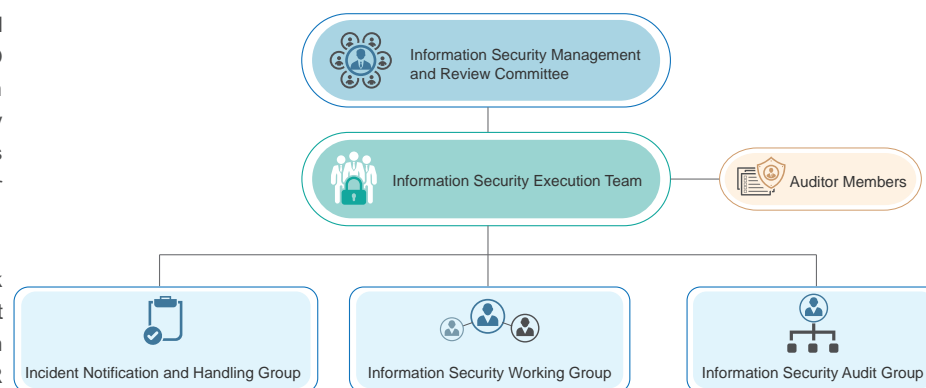 Information Security Management
and Review Committee
Information Security Execution Team
Auditor Members
Incident Notification and Handling Group
Information Security Working Group
Information Security Audit Group